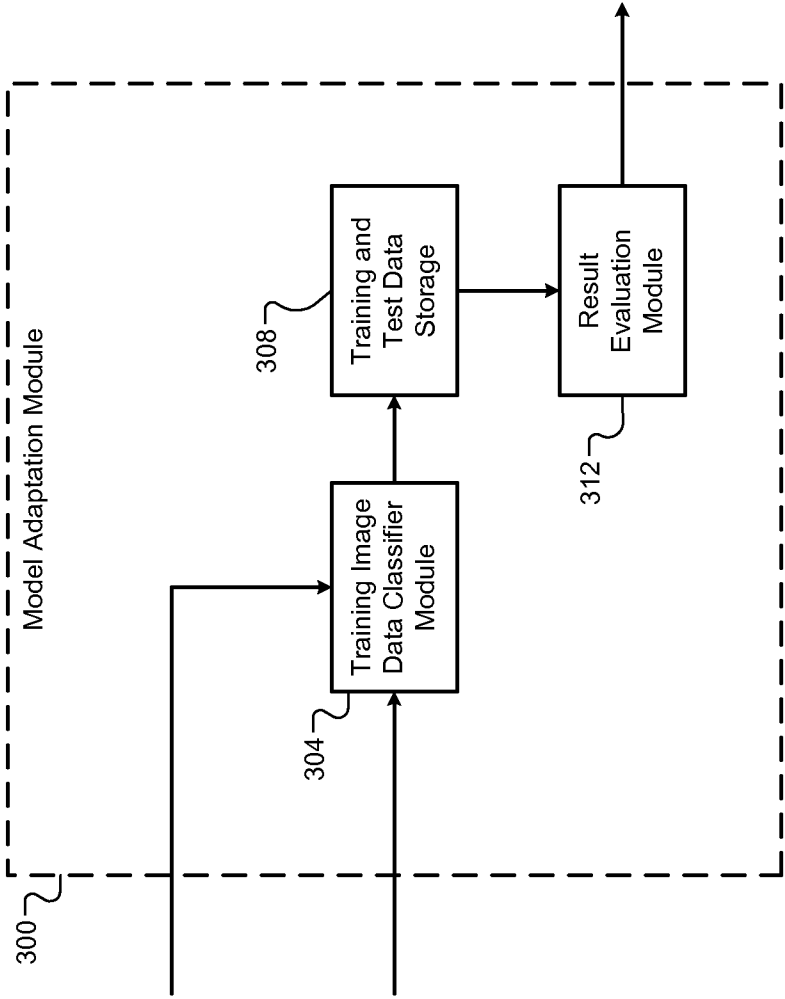 Model Adaptation Module
300
304
Training Image
Data Classifier
Module
308
Training and
Test Data
Storage
312
Result
Evaluation
Module